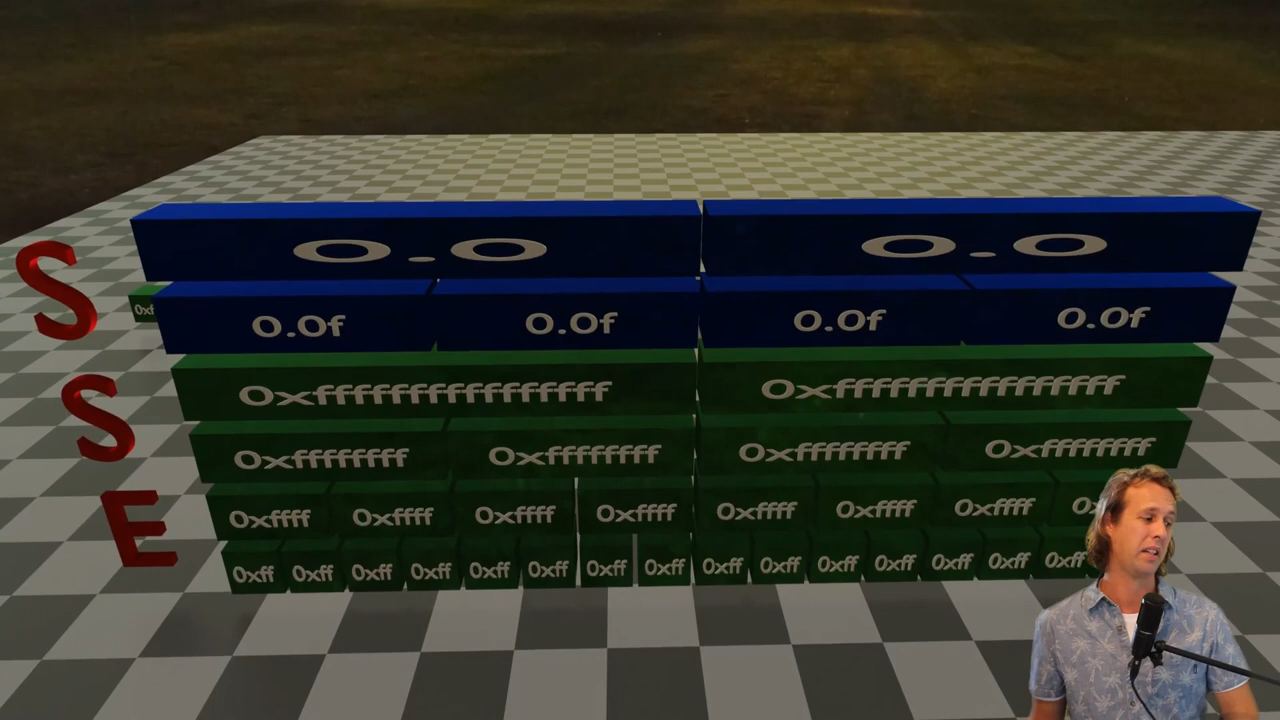 S
S
E
0.0 0.0
0.0f 0.0f 0.0f 0.0f
0xffffffffffffffff 0xffffffffffffffff
0xffffffff 0xffffffff 0xffffffff 0xffffffff
0xffff 0xffff 0xffff 0xffff 0xffff 0xffff 0xffff
0xff 0xff 0xff 0xff 0xff 0xff 0xff 0xff 0xff 0xff 0xff 0xff 0xff 0xff 0xff